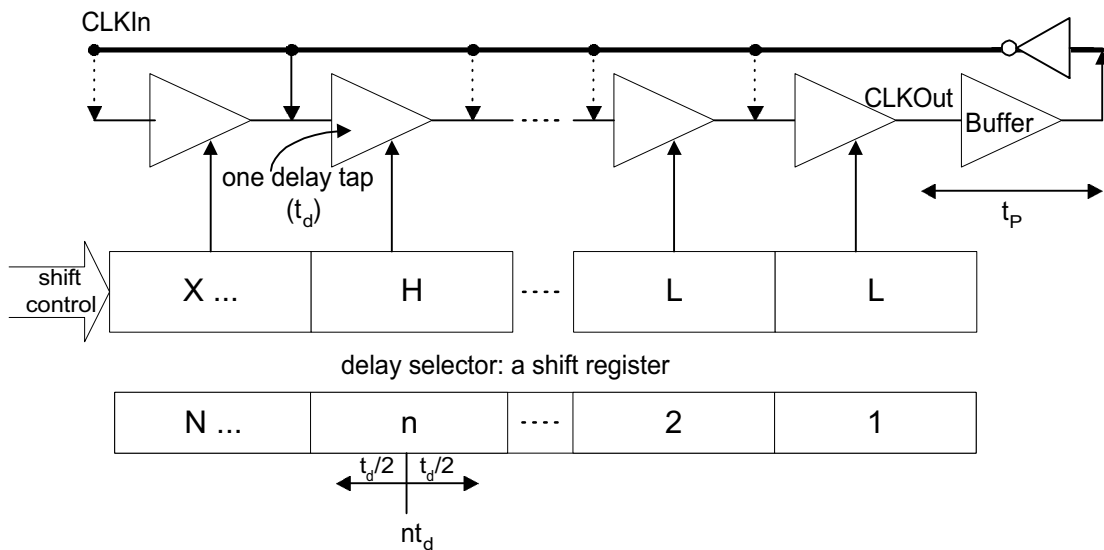 CLKIn
CLKOut
Buffer
one delay tap
(t_d)
t_P
shift
control
X ...
H
....
L
L
delay selector: a shift register
N ...
n
....
2
1
t_d/2
t_d/2
nt_d